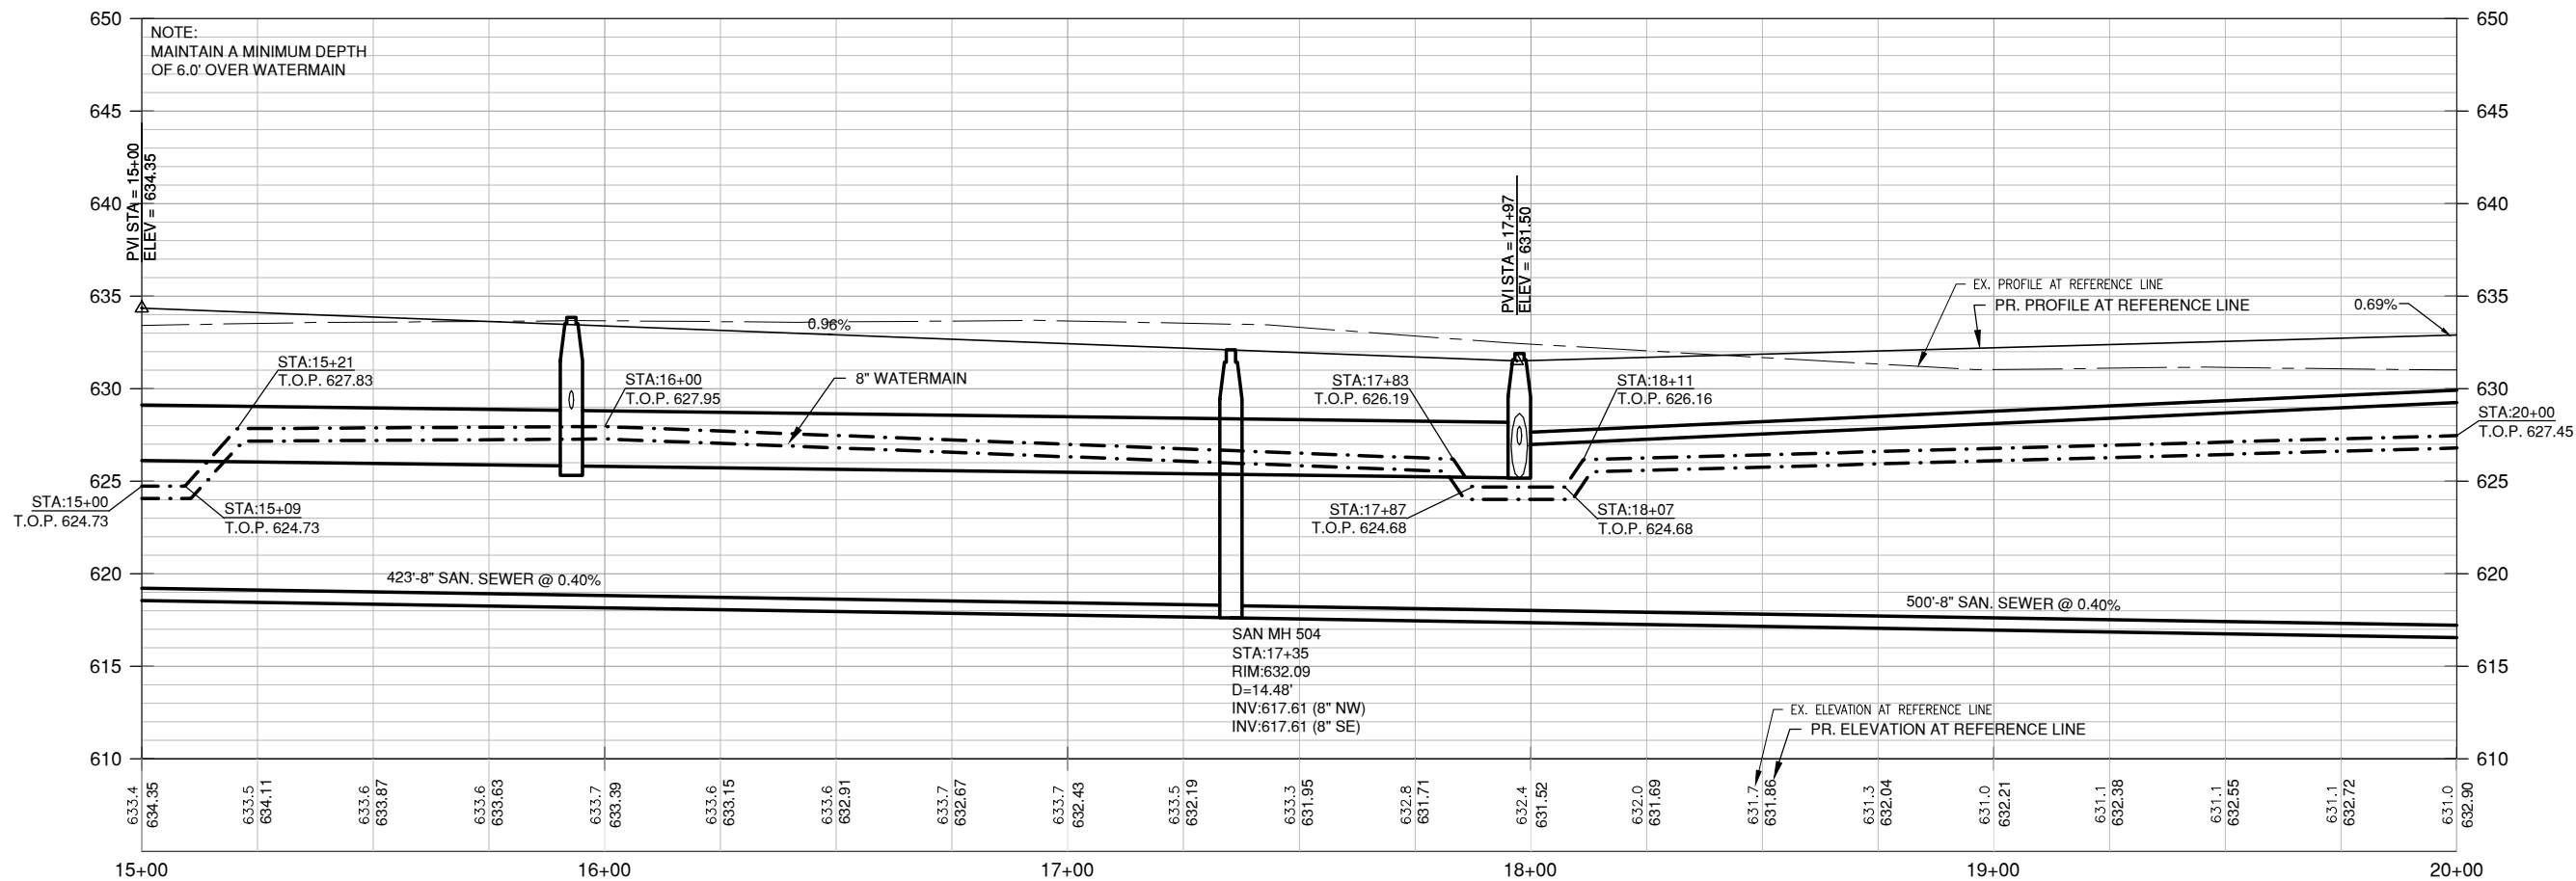 650
650
NOTE:
MAINTAIN A MINIMUM DEPTH
OF 6.0' OVER WATERMAIN
645
645
PVI STA = 15+00
ELEV = 634.35
640
640
PVI STA = 17+97
ELEV = 631.50
635
635
EX. PROFILE AT REFERENCE LINE
PR. PROFILE AT REFERENCE LINE
0.69%
0.96%
STA:15+21
T.O.P. 627.83
630
630
STA:16+00
T.O.P. 627.95
8" WATERMAIN
STA:17+83
T.O.P. 626.19
STA:18+11
T.O.P. 626.16
STA:20+00
T.O.P. 627.45
625
625
STA:15+00
T.O.P. 624.73
STA:15+09
T.O.P. 624.73
STA:17+87
T.O.P. 624.68
STA:18+07
T.O.P. 624.68
620
620
423'-8" SAN. SEWER @ 0.40%
500'-8" SAN. SEWER @ 0.40%
SAN MH 504
STA:17+35
RIM:632.09
D=14.48'
INV:617.61 (8" NW)
INV:617.61 (8" SE)
615
615
EX. ELEVATION AT REFERENCE LINE
PR. ELEVATION AT REFERENCE LINE
610
610
633.4
634.35
633.5
634.11
633.6
633.87
633.6
633.63
633.7
633.39
633.6
633.15
633.6
632.91
633.7
632.67
633.7
632.43
633.5
632.19
633.3
631.95
632.8
631.71
632.4
631.52
632.0
631.69
631.7
631.86
631.3
632.04
631.0
632.21
631.1
632.38
631.1
632.55
631.1
632.72
631.0
632.90
15+00
16+00
17+00
18+00
19+00
20+00